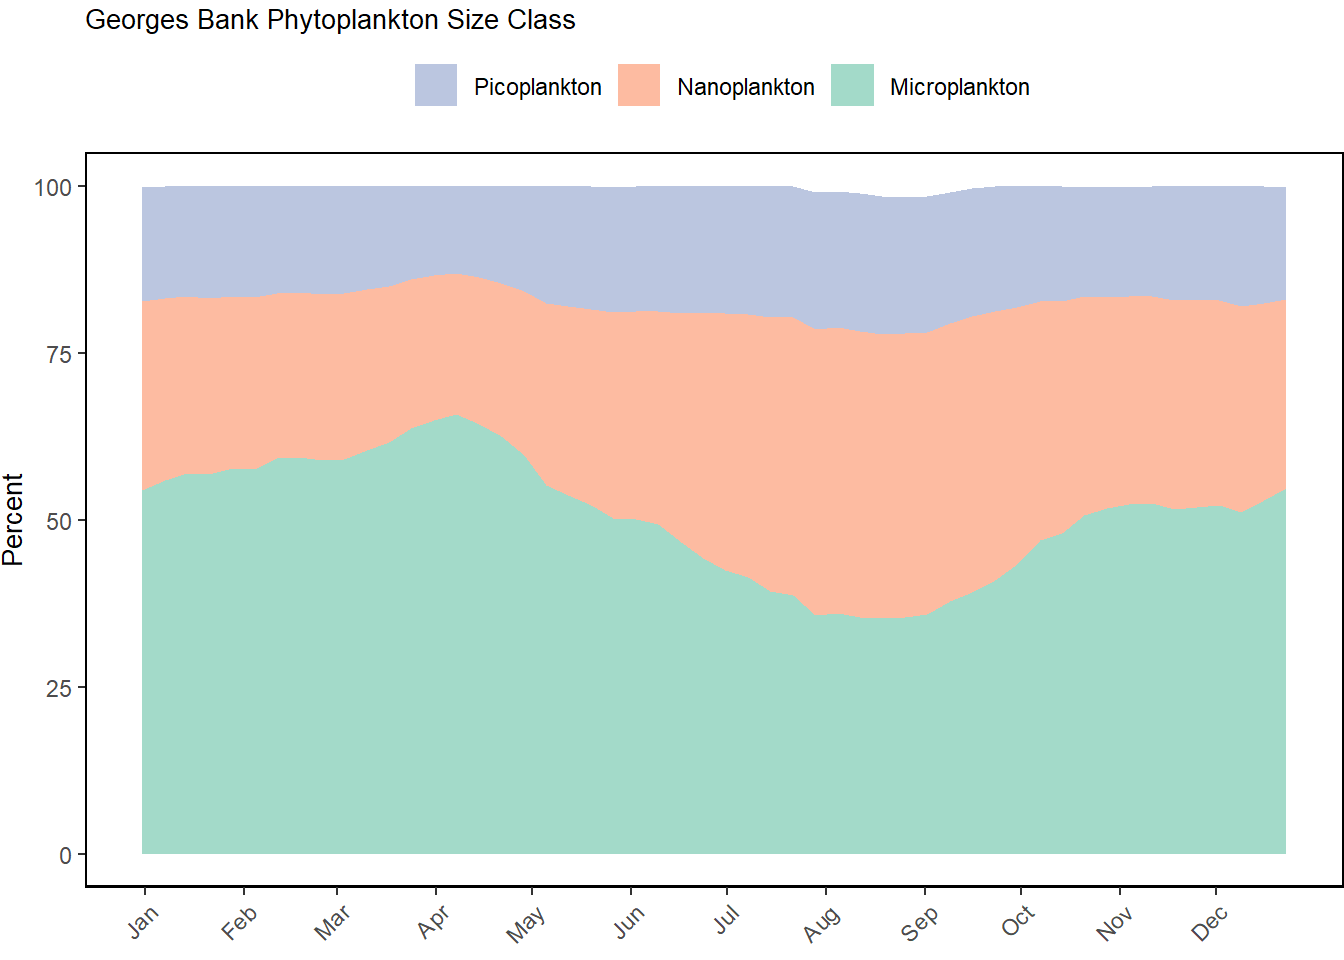 Georges Bank Phytoplankton Size Class
Picoplankton Nanoplankton Microplankton
Percent
100
75
50
25
0
Jan Feb Mar Apr May Jun Jul Aug Sep Oct Nov Dec